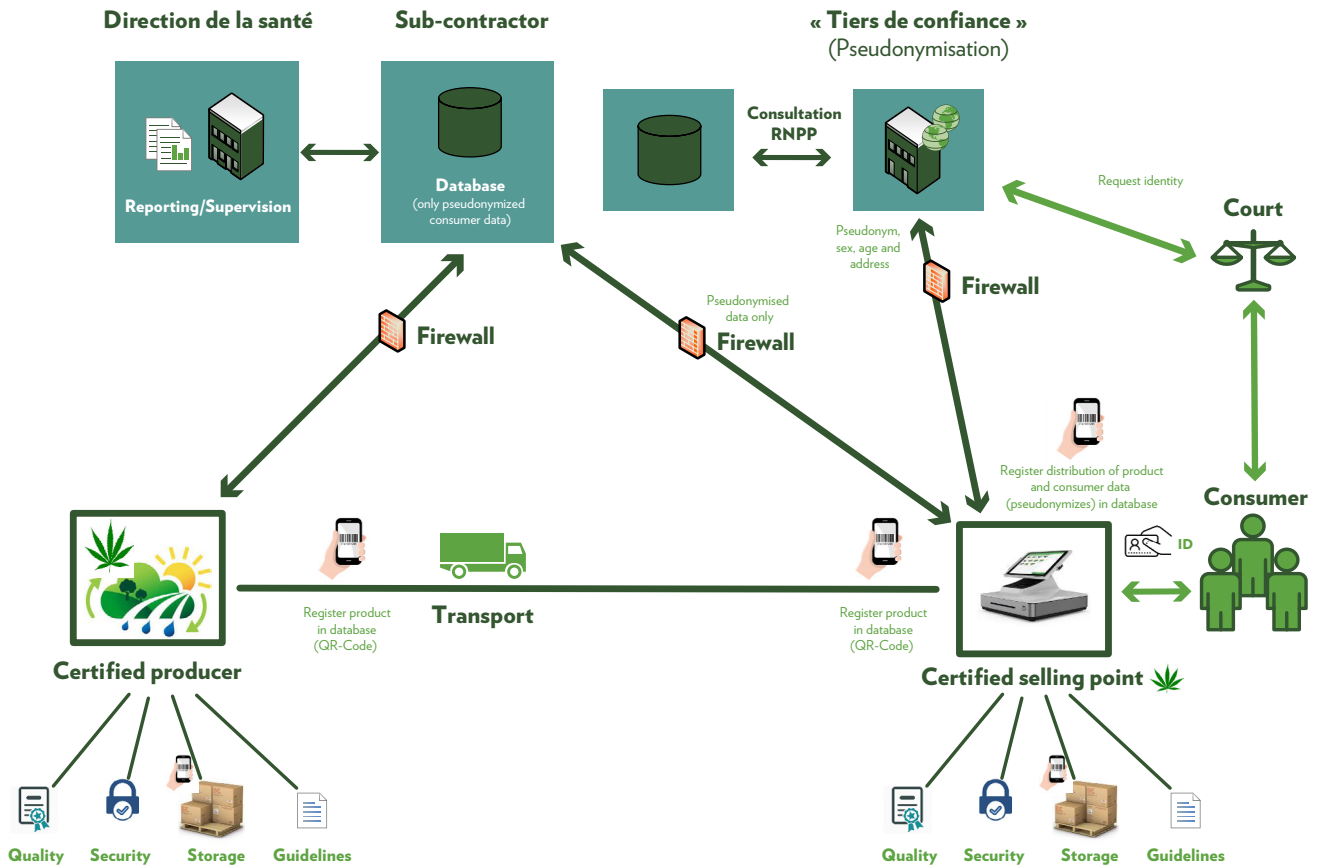 Direction de la santé
Sub-contractor
« Tiers de confiance »
(Pseudonymisation)
Reporting/Supervision
Database
(only pseudonymized
consumer data)
Consultation
RNPP
Request identity
Court
Pseudonym,
sex, age and
address
Firewall
Firewall
Pseudonymised
data only
Firewall
Register distribution of product
and consumer data
(pseudonymizes) in database
Consumer
ID
Register product
in database
(QR-Code)
Transport
Register product
in database
(QR-Code)
Certified producer
Certified selling point
Quality
Security
Storage
Guidelines
Quality
Security
Storage
Guidelines